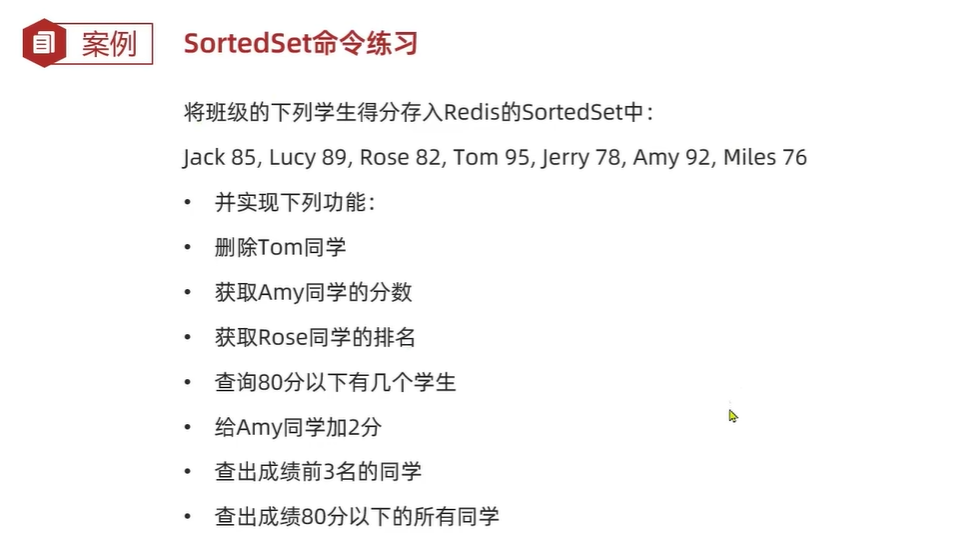 案例
SortedSet命令练习
将班级的下列学生得分存入Redis的SortedSet中：
Jack 85, Lucy 89, Rose 82, Tom 95, Jerry 78, Amy 92, Miles 76
• 并实现下列功能：
• 删除Tom同学
• 获取Amy同学的分数
• 获取Rose同学的排名
• 查询80分以下有几个学生
• 给Amy同学加2分
• 查出成绩前3名的同学
• 查出成绩80分以下的所有同学